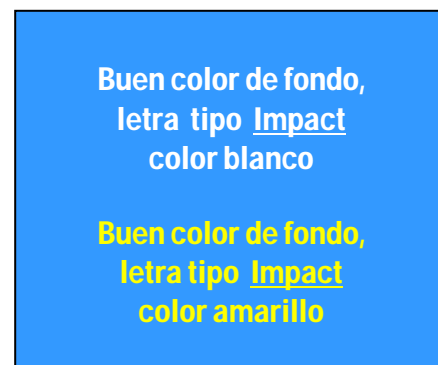 Buen color de fondo,
letra tipo Impact
color blanco
Buen color de fondo,
letra tipo Impact
color amarillo